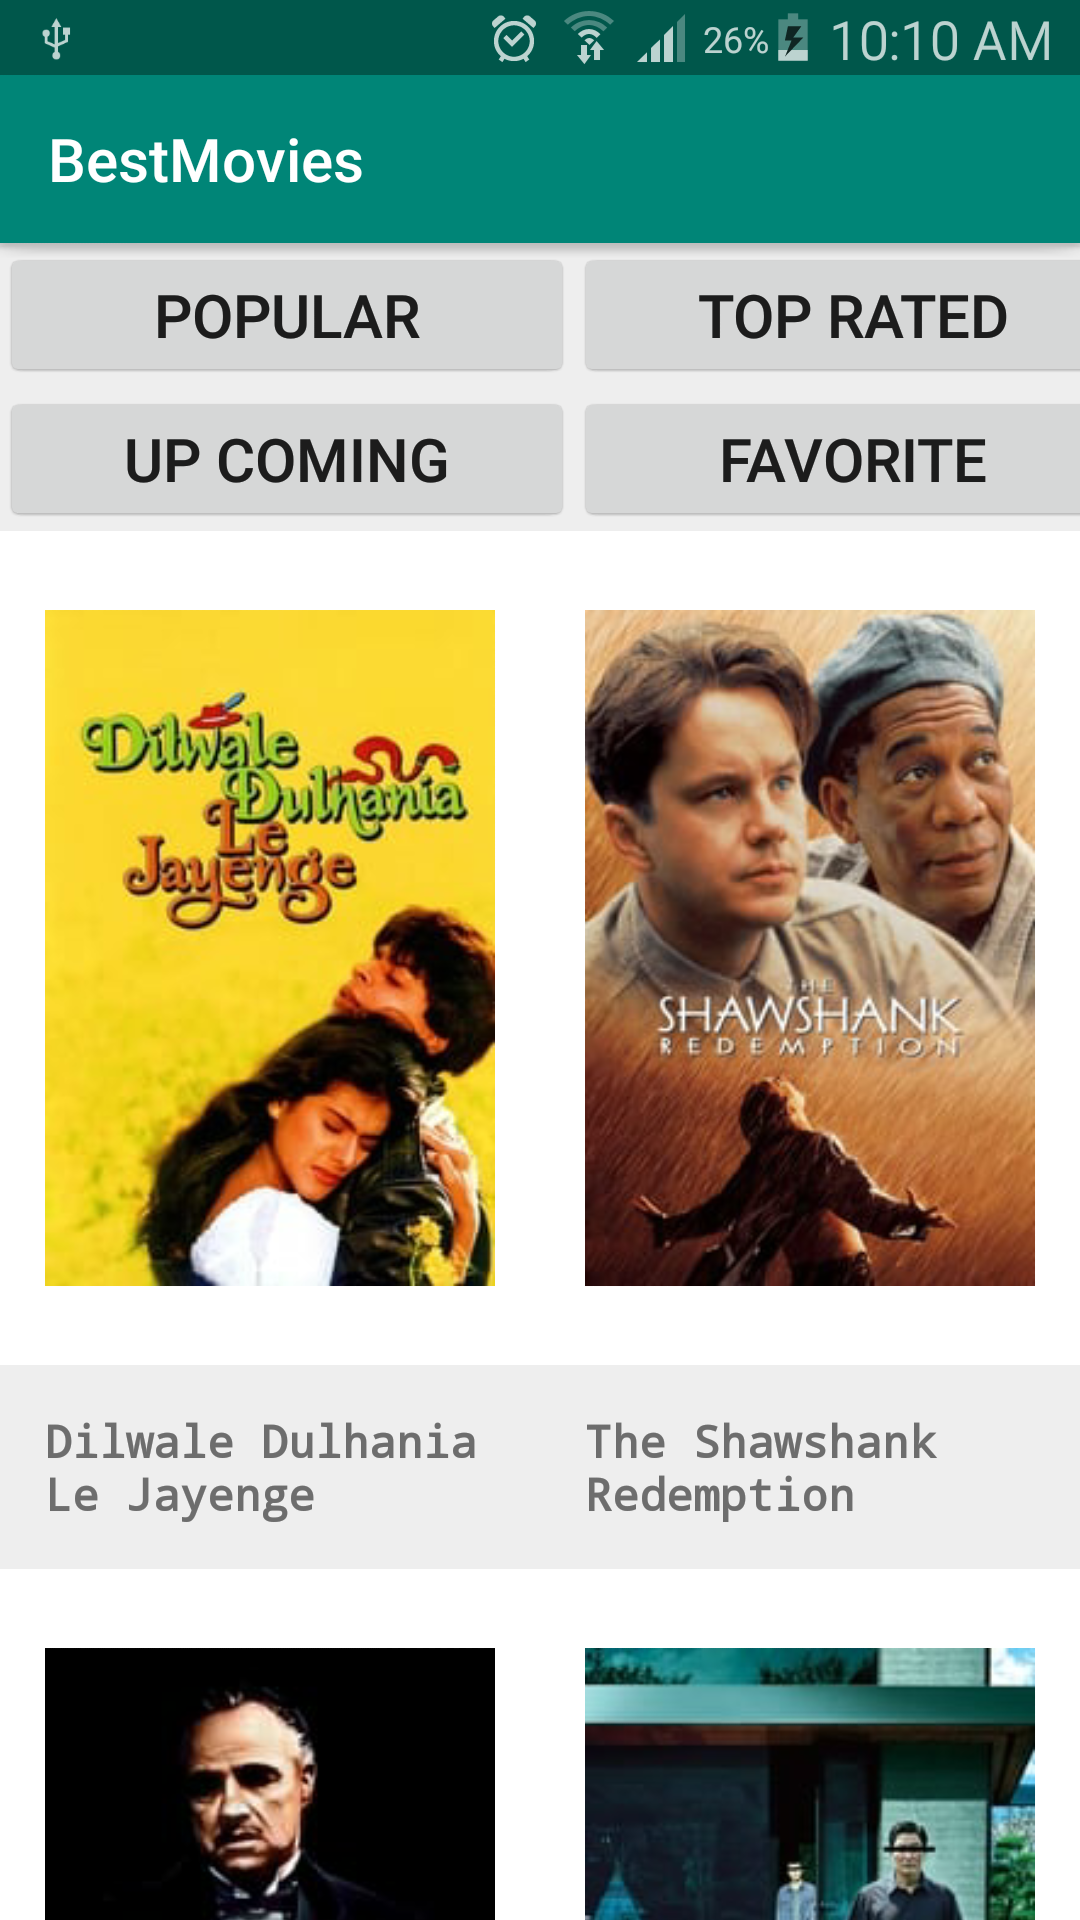 26% 10:10 AM
BestMovies
POPULAR TOP RATED
UP COMING FAVORITE
Dilwale
Dulhania
Le
Jayenge
THE
SHAWSHANK
REDEMPTION
Dilwale Dulhania
Le Jayenge
The Shawshank
Redemption